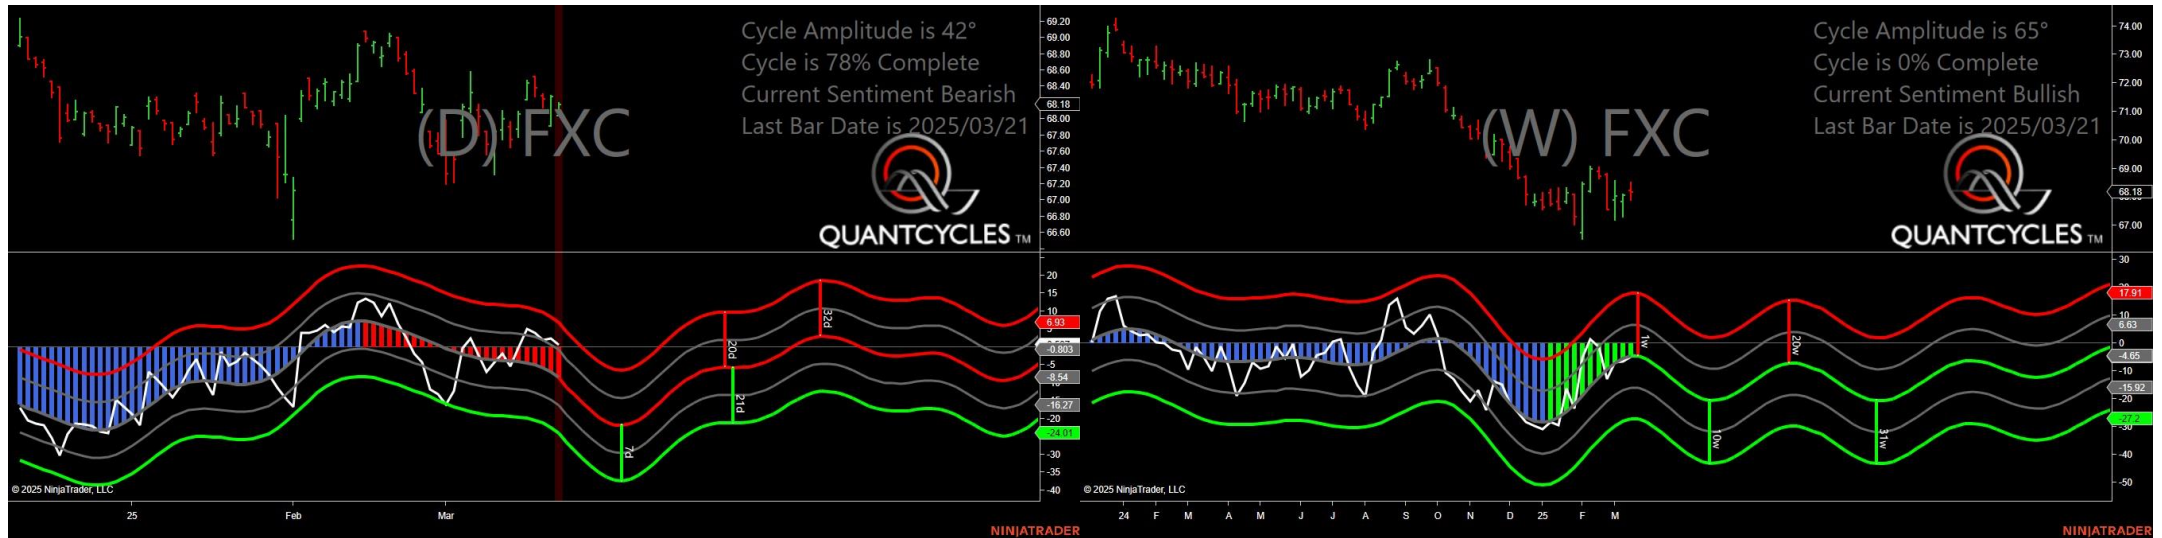 Cycle Amplitude is 42°
Cycle is 78% Complete
Current Sentiment Bearish
Last Bar Date is 2025/03/21
(D) FXC
QUANTCYCLES TM
69.20
69.00
68.80
68.60
68.40
68.18
68.00
67.80
67.60
67.40
67.20
67.00
66.80
66.60
20
15
10
6.93
-0.803
-5
-8.54
-16.27
-20
-24.01
-30
-35
-40
7d
20d
21d
32d
© 2025 NinjaTrader, LLC
25 Feb Mar
NINJATRADER
Cycle Amplitude is 65°
Cycle is 0% Complete
Current Sentiment Bullish
Last Bar Date is 2025/03/21
(W) FXC
QUANTCYCLES TM
74.00
73.00
72.00
71.00
70.00
69.00
68.18
67.00
30
17.91
6.63
0
-4.65
-10
-15.92
-20
-27.2
-30
-40
-50
1w
10w
20w
31w
© 2025 NinjaTrader, LLC
24 F M A M J J A S O N D 25 F M
NINJATRADER